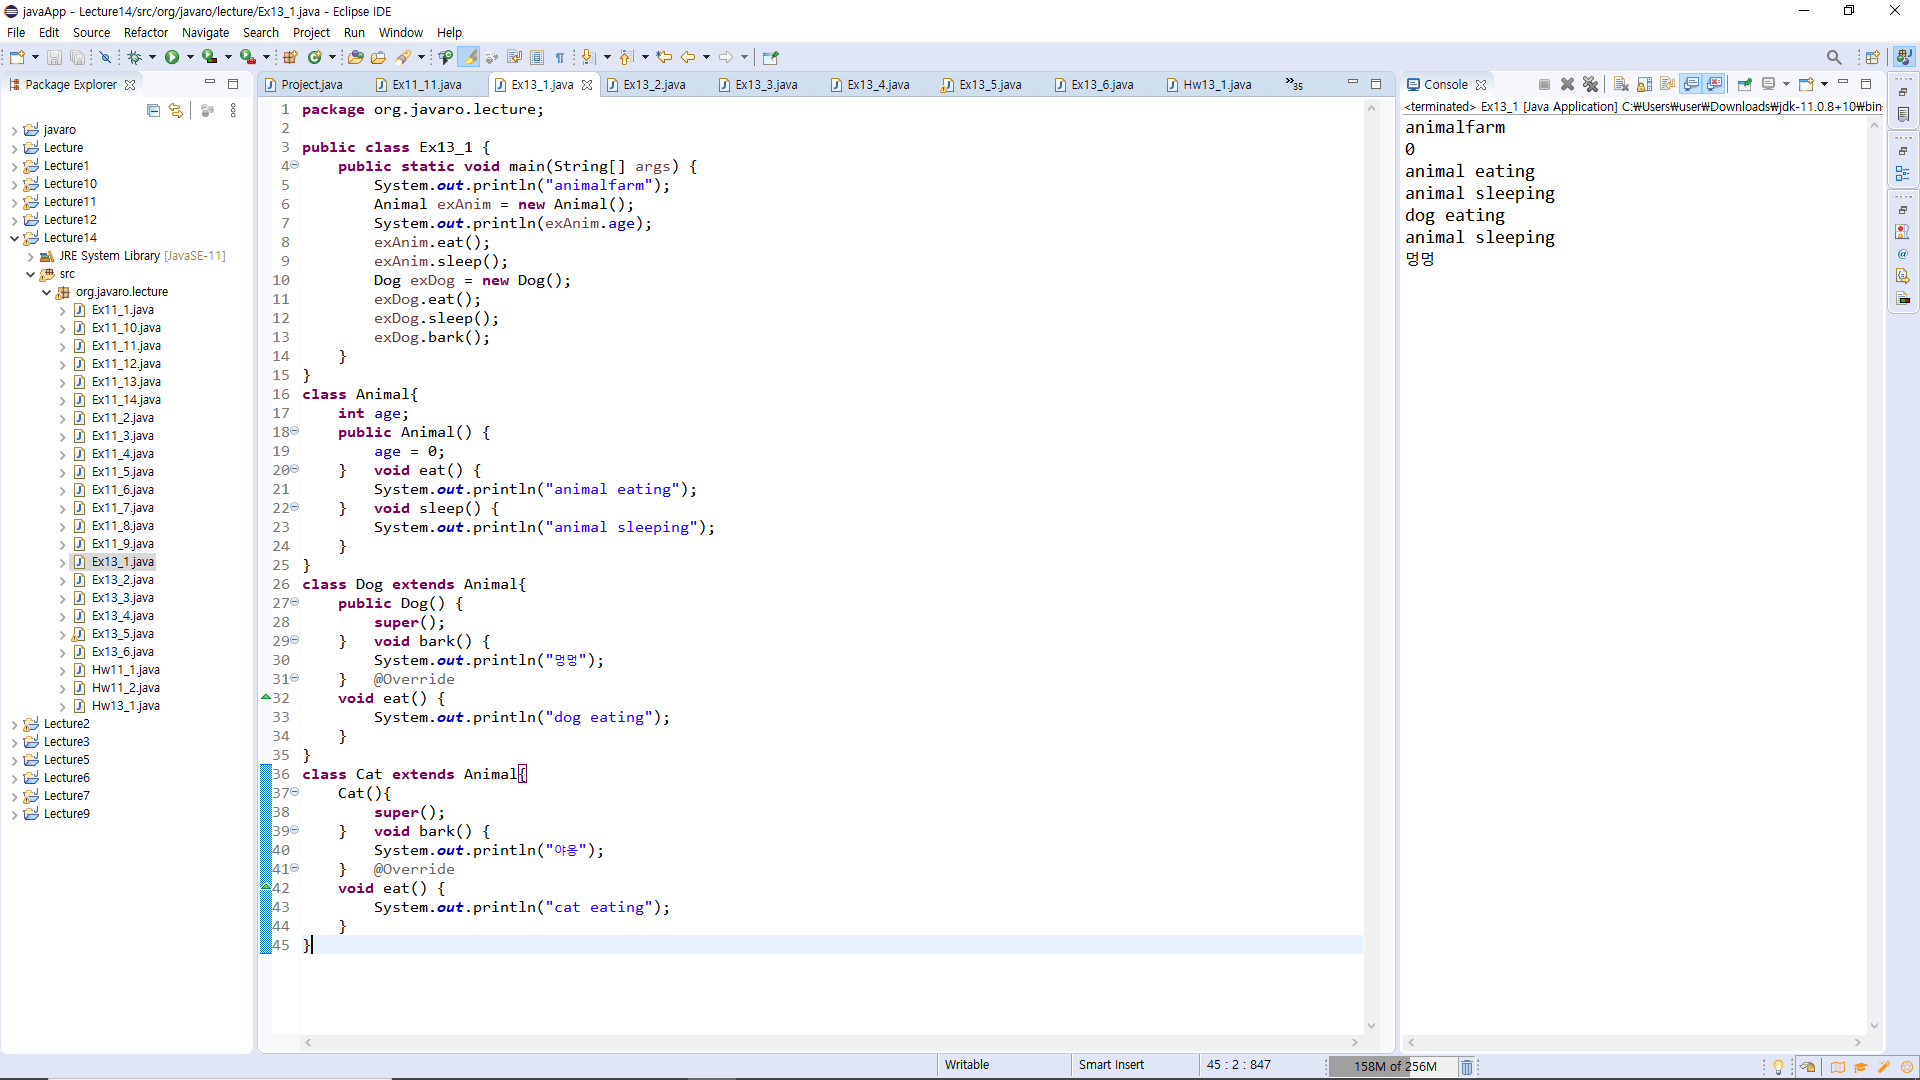 javaApp - Lecture14/src/org/javaro/lecture/Ex13_1.java - Eclipse IDE
File Edit Source Refactor Navigate Search Project Run Window Help
Package Explorer
javaro
Lecture
Lecture1
Lecture10
Lecture11
Lecture12
Lecture14
JRE System Library [JavaSE-11]
src
org.javaro.lecture
Ex11_1.java
Ex11_10.java
Ex11_11.java
Ex11_12.java
Ex11_13.java
Ex11_14.java
Ex11_2.java
Ex11_3.java
Ex11_4.java
Ex11_5.java
Ex11_6.java
Ex11_7.java
Ex11_8.java
Ex11_9.java
Ex13_1.java
Ex13_2.java
Ex13_3.java
Ex13_4.java
Ex13_5.java
Ex13_6.java
Hw11_1.java
Hw11_2.java
Hw13_1.java
Lecture2
Lecture3
Lecture5
Lecture6
Lecture7
Lecture9
Project.java Ex11_11.java Ex13_1.java Ex13_2.java Ex13_3.java Ex13_4.java Ex13_5.java Ex13_6.java Hw13_1.java »35
1 package org.javaro.lecture;
2
3 public class Ex13_1 {
4 public static void main(String[] args) {
5 System.out.println("animalfarm");
6 Animal exAnim = new Animal();
7 System.out.println(exAnim.age);
8 exAnim.eat();
9 exAnim.sleep();
10 Dog exDog = new Dog();
11 exDog.eat();
12 exDog.sleep();
13 exDog.bark();
14 }
15 }
16 class Animal{
17 int age;
18 public Animal() {
19 age = 0;
20 } void eat() {
21 System.out.println("animal eating");
22 } void sleep() {
23 System.out.println("animal sleeping");
24 }
25 }
26 class Dog extends Animal{
27 public Dog() {
28 super();
29 } void bark() {
30 System.out.println("멍멍");
31 } @Override
32 void eat() {
33 System.out.println("dog eating");
34 }
35 }
36 class Cat extends Animal{
37 Cat(){
38 super();
39 } void bark() {
40 System.out.println("야옹");
41 } @Override
42 void eat() {
43 System.out.println("cat eating");
44 }
45 }
Console
<terminated> Ex13_1 [Java Application] C:₩Users₩user₩Downloads₩jdk-11.0.8+10₩bin
animalfarm
0
animal eating
animal sleeping
dog eating
animal sleeping
멍멍
Writable Smart Insert 45 : 2 : 847 158M of 256M